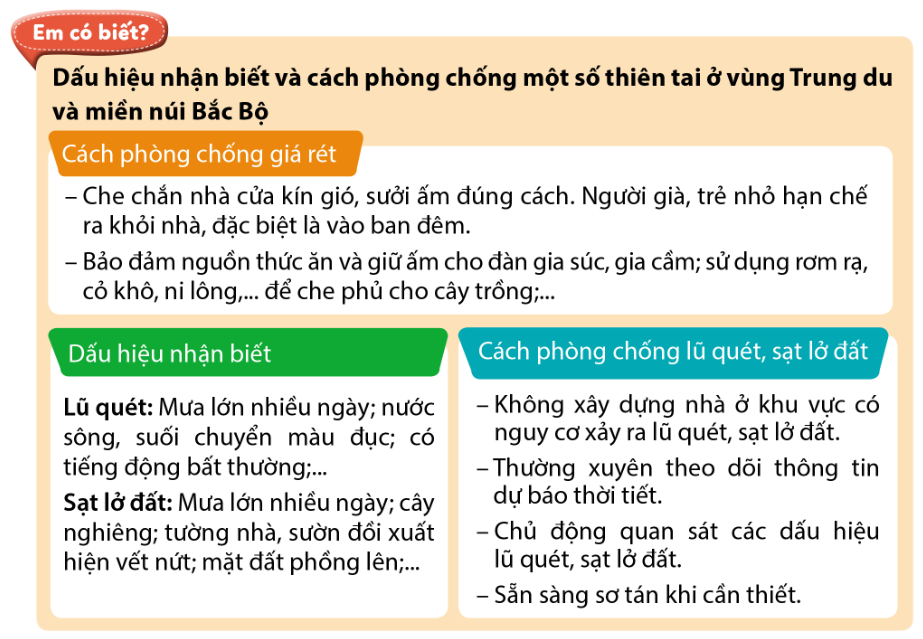 Em có biết?
Dấu hiệu nhận biết và cách phòng chống một số thiên tai ở vùng Trung du
và miền núi Bắc Bộ
Cách phòng chống giá rét
– Che chắn nhà cửa kín gió, sưởi ấm đúng cách. Người già, trẻ nhỏ hạn chế
ra khỏi nhà, đặc biệt là vào ban đêm.
– Bảo đảm nguồn thức ăn và giữ ấm cho đàn gia súc, gia cầm; sử dụng rơm rạ,
cỏ khô, ni lông,... để che phủ cho cây trồng;...
Dấu hiệu nhận biết
Lũ quét: Mưa lớn nhiều ngày; nước
sông, suối chuyển màu đục; có
tiếng động bất thường;...
Sạt lở đất: Mưa lớn nhiều ngày; cây
nghiêng; tường nhà, sườn đồi xuất
hiện vết nứt; mặt đất phồng lên;...
Cách phòng chống lũ quét, sạt lở đất
– Không xây dựng nhà ở khu vực có
nguy cơ xảy ra lũ quét, sạt lở đất.
– Thường xuyên theo dõi thông tin
dự báo thời tiết.
– Chủ động quan sát các dấu hiệu
lũ quét, sạt lở đất.
– Sẵn sàng sơ tán khi cần thiết.